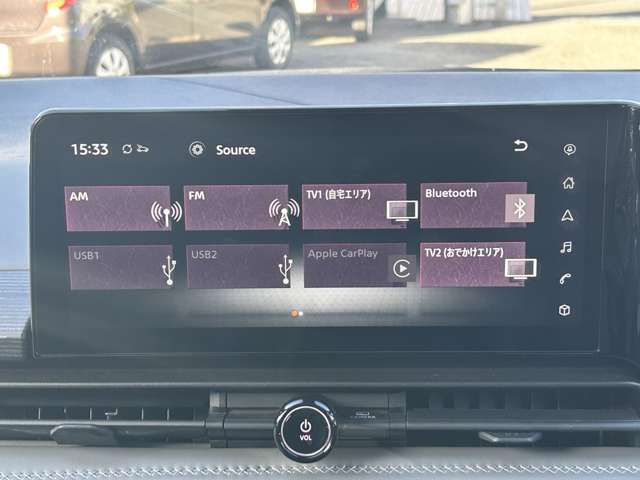 15:33
Source
AM
FM
TV1 (自宅エリア)
Bluetooth
USB1
USB2
Apple CarPlay
TV2 (おでかけエリア)
VOL